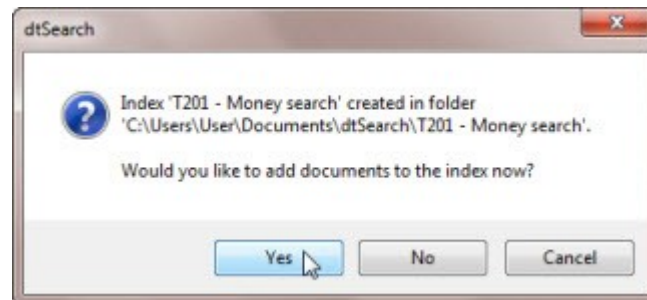 dtSearch
Index 'T201 - Money search' created in folder
'C:\Users\User\Documents\dtSearch\T201 - Money search'.
Would you like to add documents to the index now?
Yes
No
Cancel